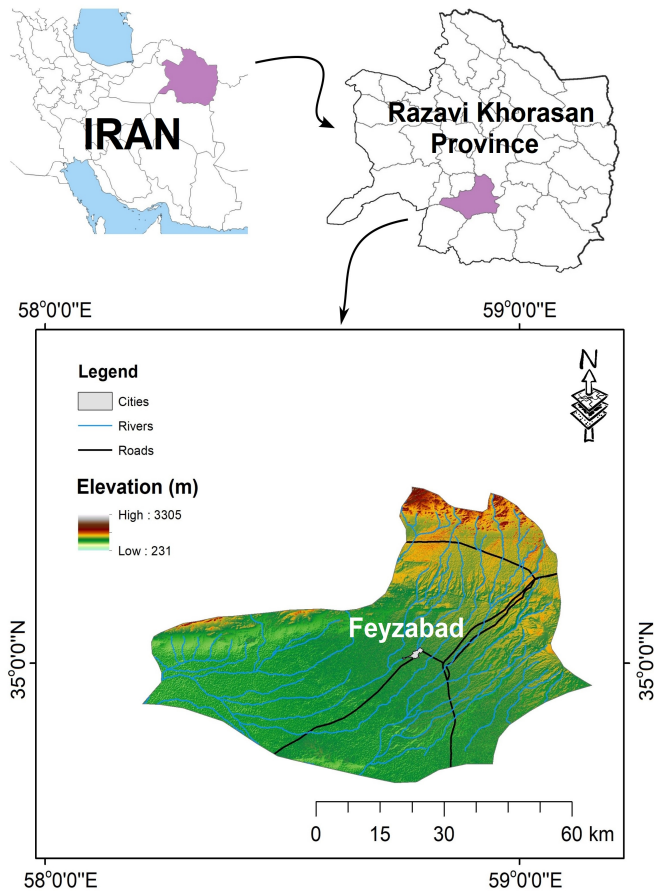 IRAN
Razavi Khorasan
Province
58°0'0"E
59°0'0"E
N
Legend
Cities
Rivers
Roads
Elevation (m)
High : 3305
Low : 231
Feyzabad
35°0'0"N
35°0'0"N
0 15 30 60 km
58°0'0"E
59°0'0"E